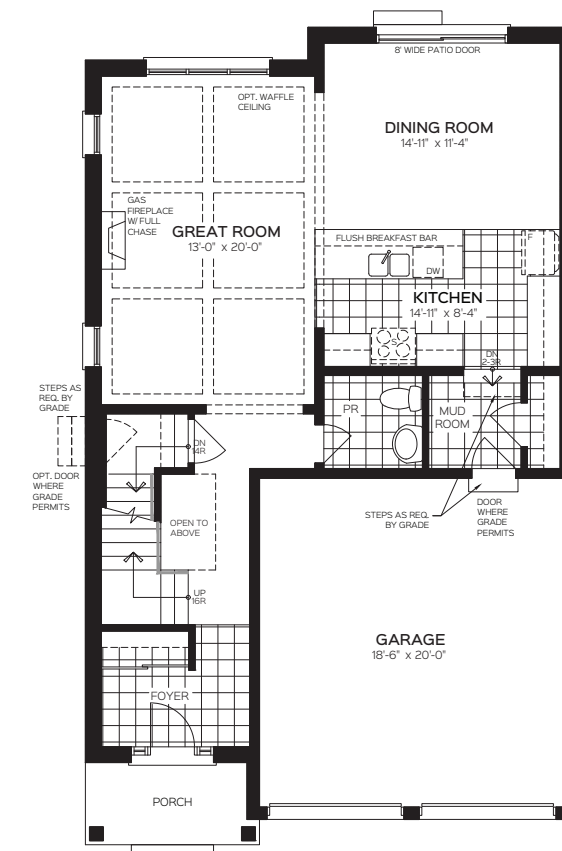 8' WIDE PATIO DOOR
OPT. WAFFLE
CEILING
DINING ROOM
14'-11" x 11'-4"
GAS
FIREPLACE
W/ FULL
CHASE
GREAT ROOM
13'-0" x 20'-0"
FLUSH BREAKFAST BAR
F
DW
KITCHEN
14'-11" x 8'-4"
S
DN
2-3R
STEPS AS
REQ. BY
GRADE
PR
MUD
ROOM
DN
14R
OPT. DOOR
WHERE
GRADE
PERMITS
OPEN TO
ABOVE
STEPS AS REQ.
BY GRADE
DOOR
WHERE
GRADE
PERMITS
UP
16R
GARAGE
18'-6" x 20'-0"
FOYER
PORCH